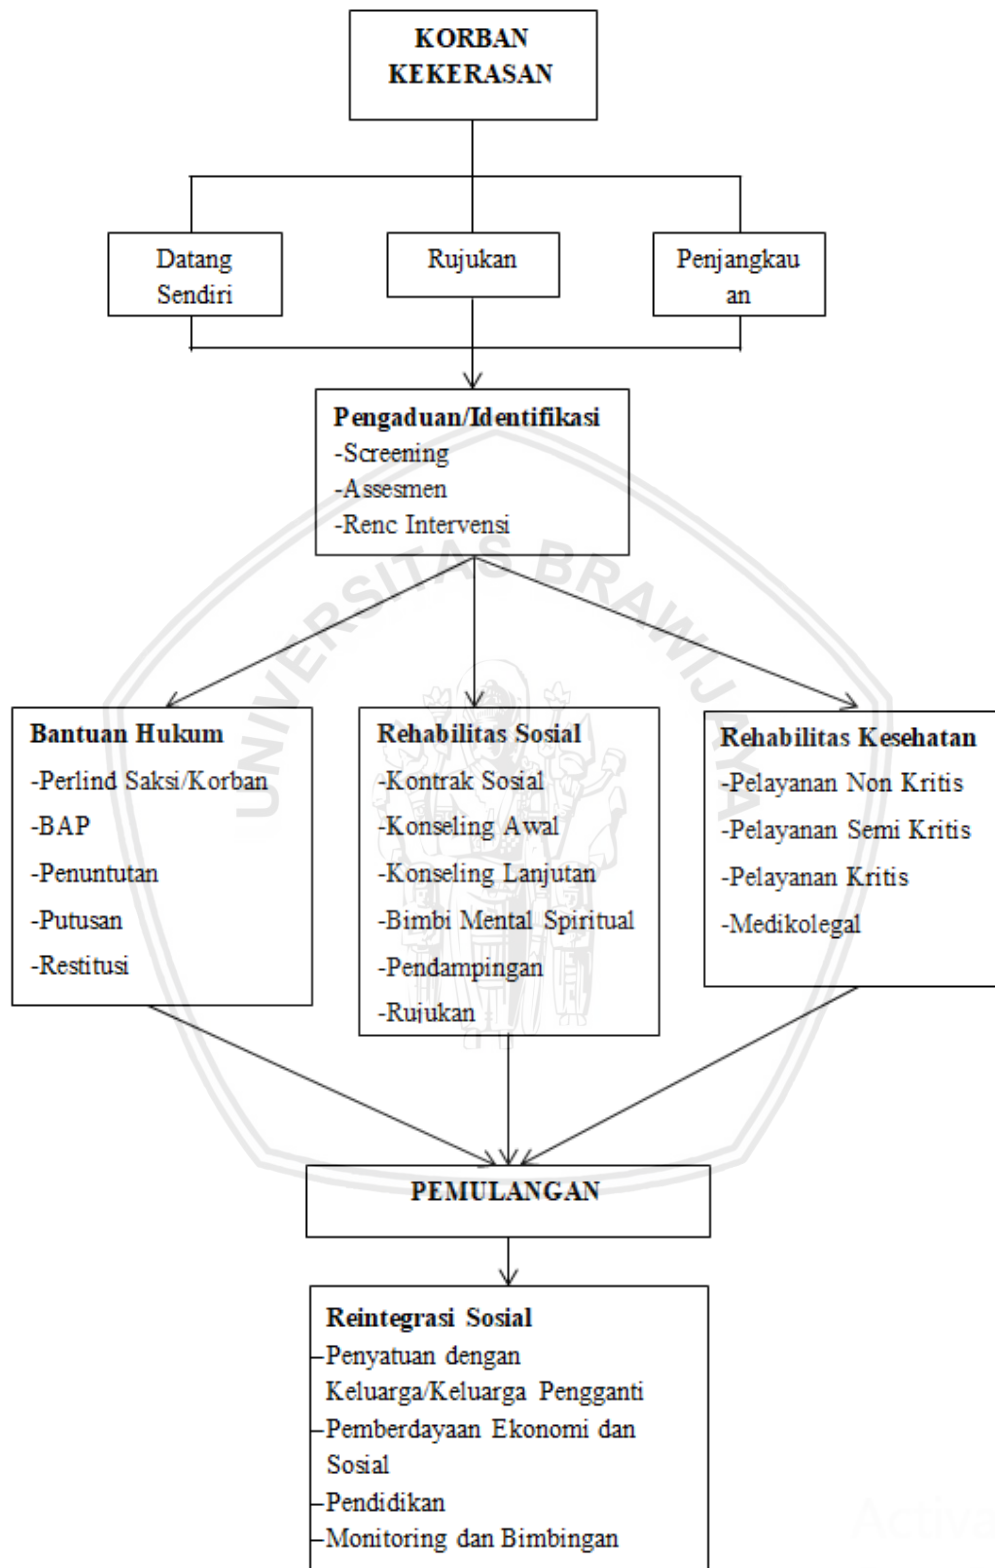 KORBAN
KEKERASAN
Datang
Sendiri
Rujukan
Penjangkau
an
Pengaduan/Identifikasi
-Screening
-Assesmen
-Renc Intervensi
UNIVERSITAS BRAWIJAYA
Bantuan Hukum
-Perlind Saksi/Korban
-BAP
-Penuntutan
-Putusan
-Restitusi
Rehabilitas Sosial
-Kontrak Sosial
-Konseling Awal
-Konseling Lanjutan
-Bimbi Mental Spiritual
-Pendampingan
-Rujukan
Rehabilitas Kesehatan
-Pelayanan Non Kritis
-Pelayanan Semi Kritis
-Pelayanan Kritis
-Medikolegal
PEMULANGAN
Reintegrasi Sosial
-Penyatuan dengan
Keluarga/Keluarga Pengganti
-Pemberdayaan Ekonomi dan
Sosial
-Pendidikan
-Monitoring dan Bimbingan
Activa